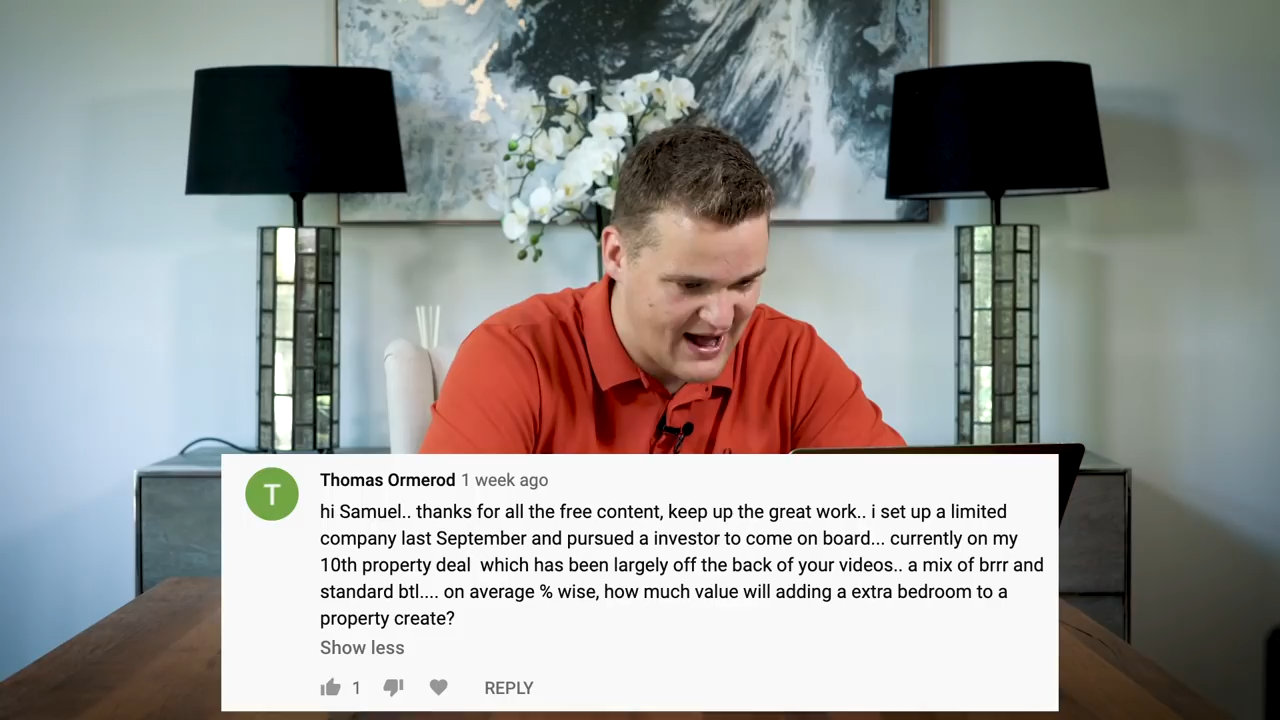 T
Thomas Ormerod 1 week ago
hi Samuel.. thanks for all the free content, keep up the great work.. i set up a limited
company last September and pursued a investor to come on board... currently on my
10th property deal  which has been largely off the back of your videos.. a mix of brrr and
standard btl.... on average % wise, how much value will adding a extra bedroom to a
property create?
Show less
1 REPLY